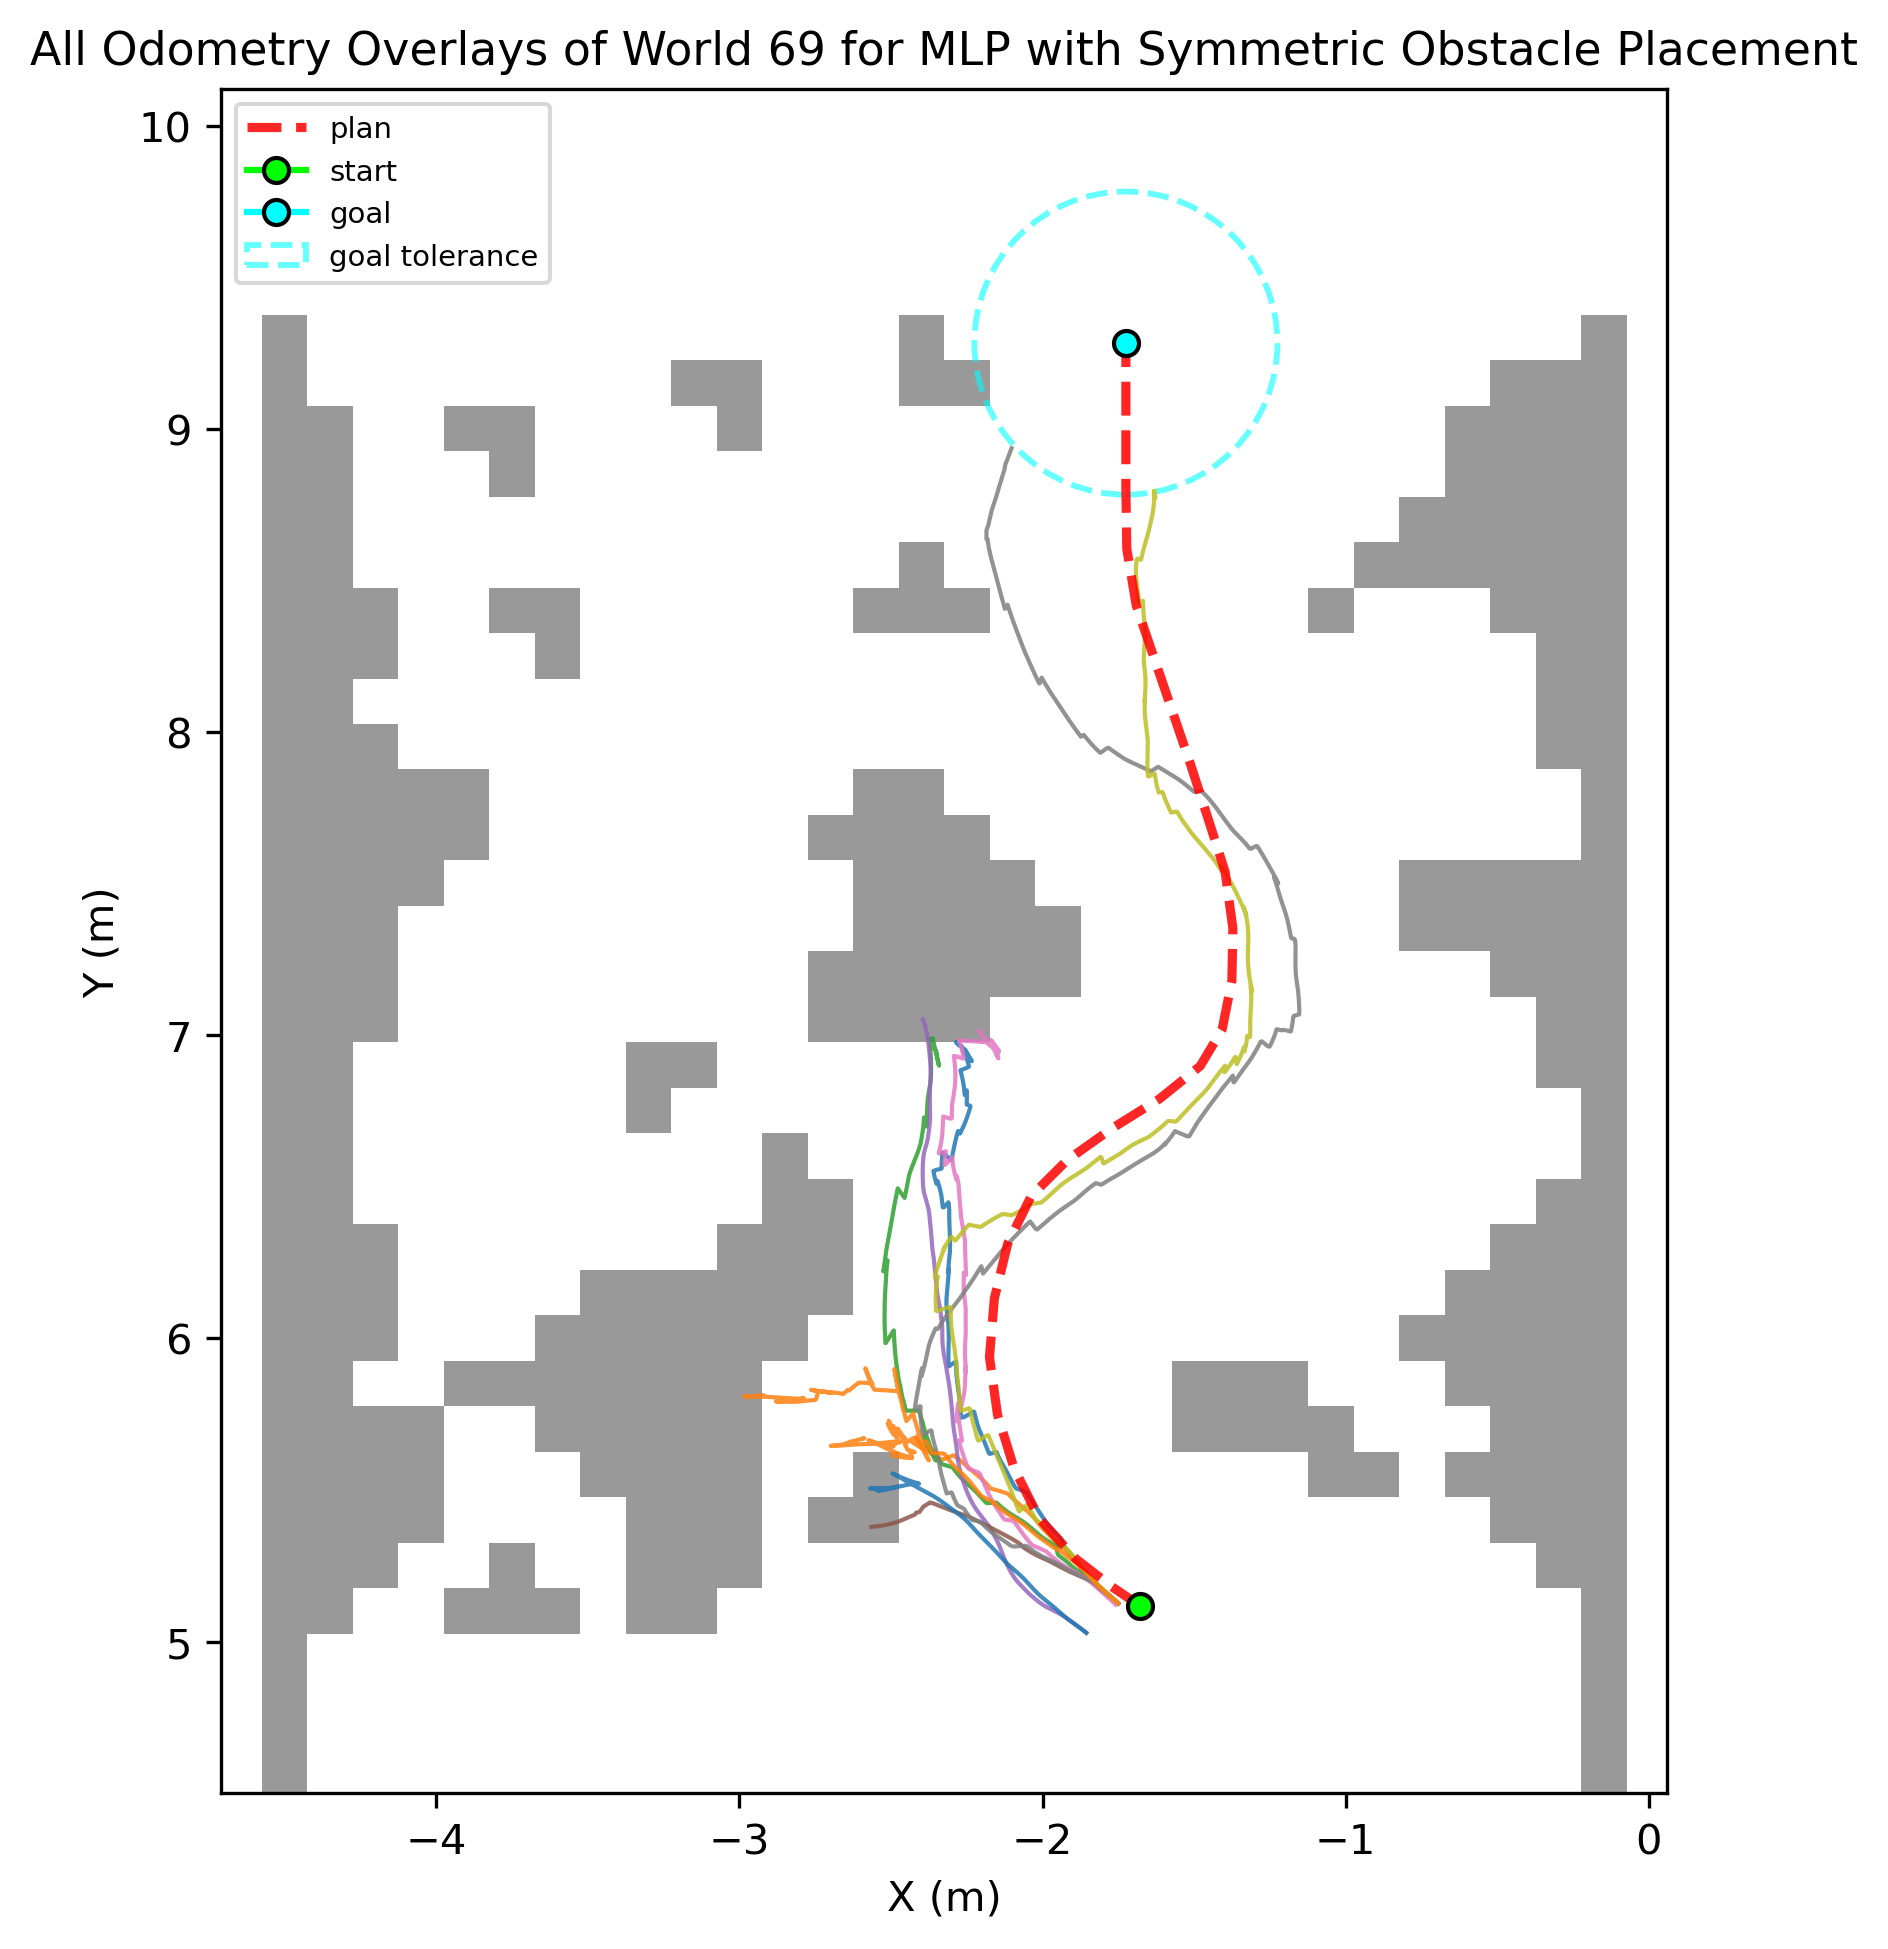 All Odometry Overlays of World 69 for MLP with Symmetric Obstacle Placement
plan
start
goal
goal tolerance
10
9
8
7
6
5
Y (m)
−4
−3
−2
−1
0
X (m)